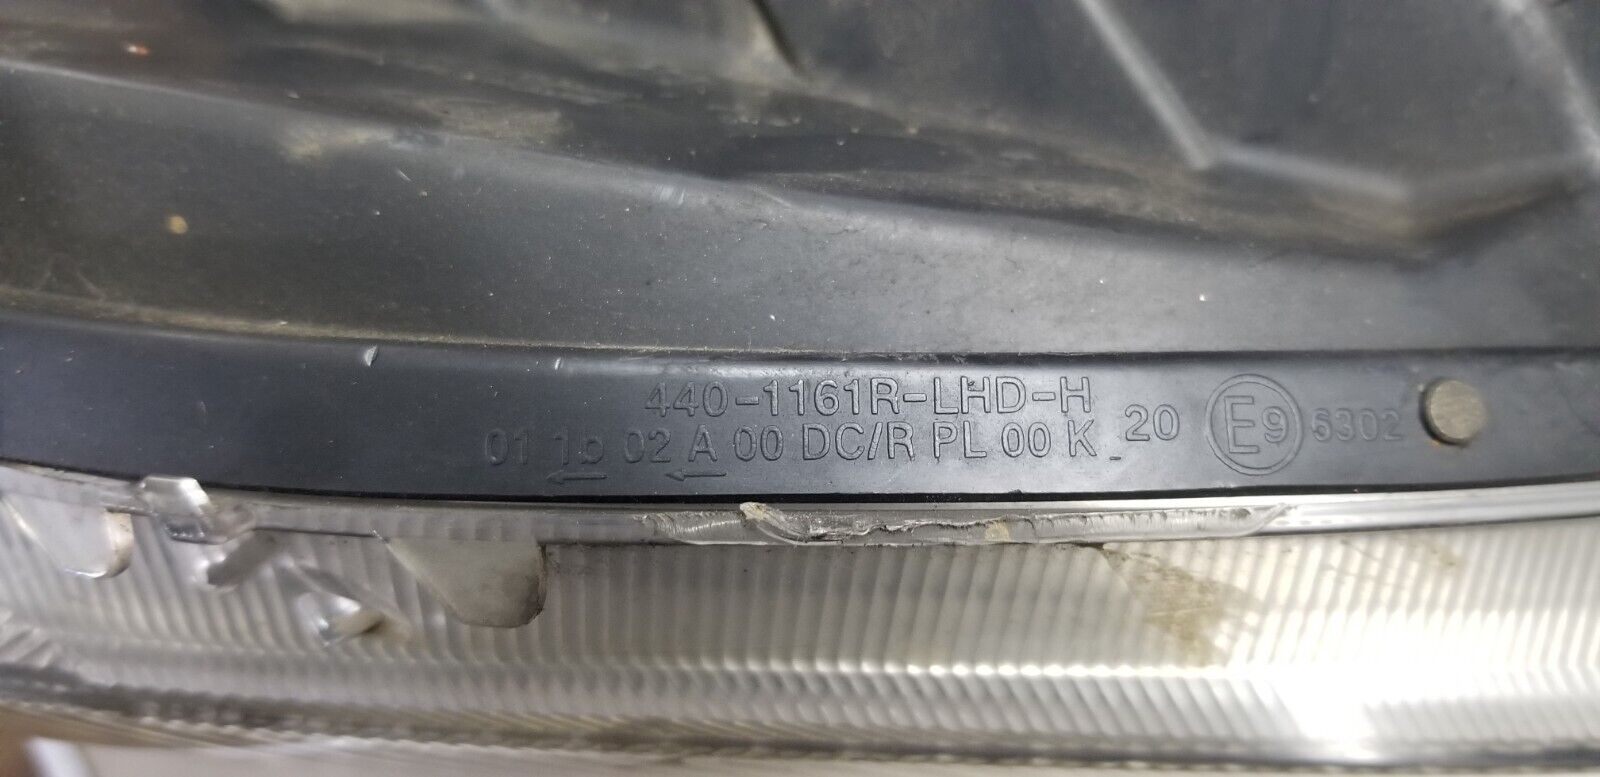 440-1161R-LHD-H
01 1b 02 A 00 DC/R PL 00 K 20 E9 6302
← ←